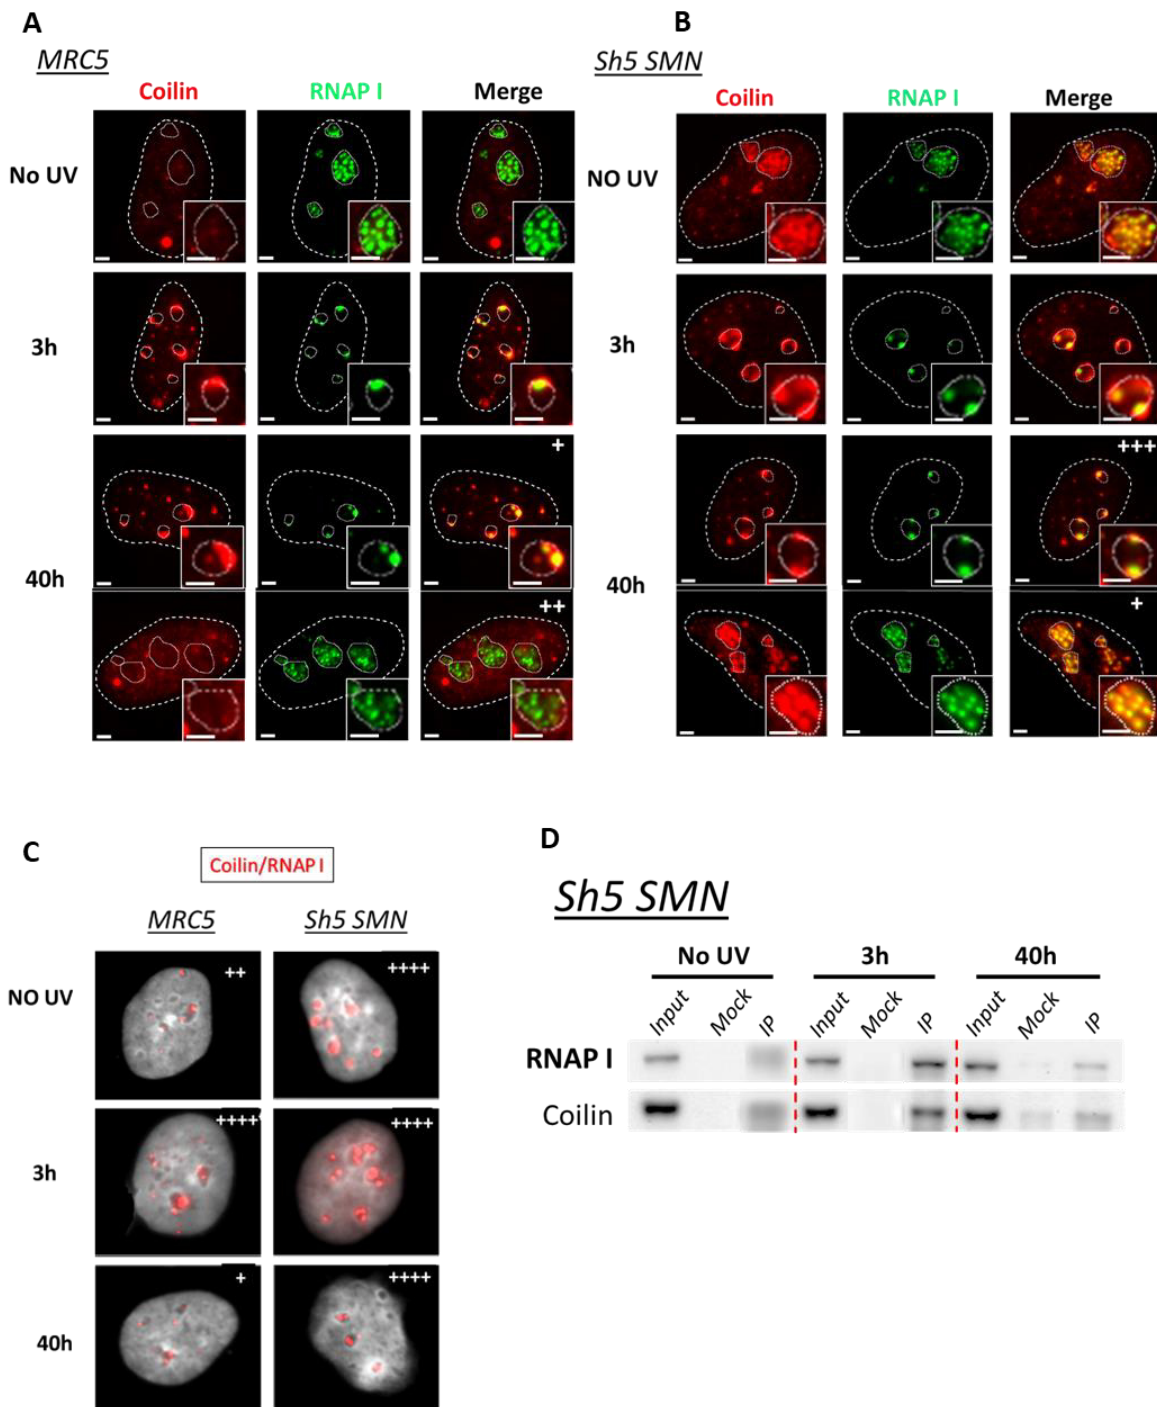 A
MRC5
Coilin RNAP I Merge
No UV
3h
+
40h
++
B
Sh5 SMN
Coilin RNAP I Merge
NO UV
3h
+++
40h
+
C
Coilin/RNAP I
MRC5 Sh5 SMN
NO UV
++ ++++
3h
++++ ++++
40h
+ ++++
D
Sh5 SMN
No UV 3h 40h
Input Mock IP Input Mock IP Input Mock IP
RNAP I
Coilin